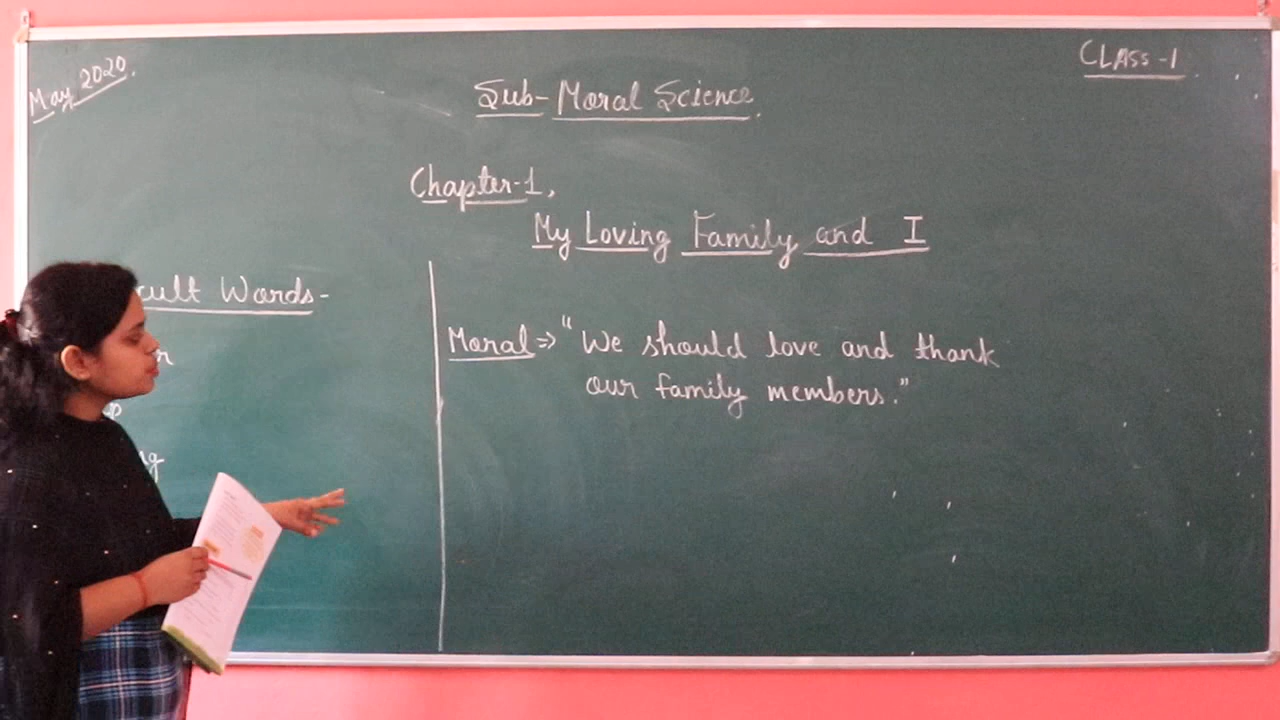 May 2020.
CLASS-1
Sub- Moral Science.
Chapter-1,
My Loving Family and I
Words-
Moral => "We should love and thank
our family members."